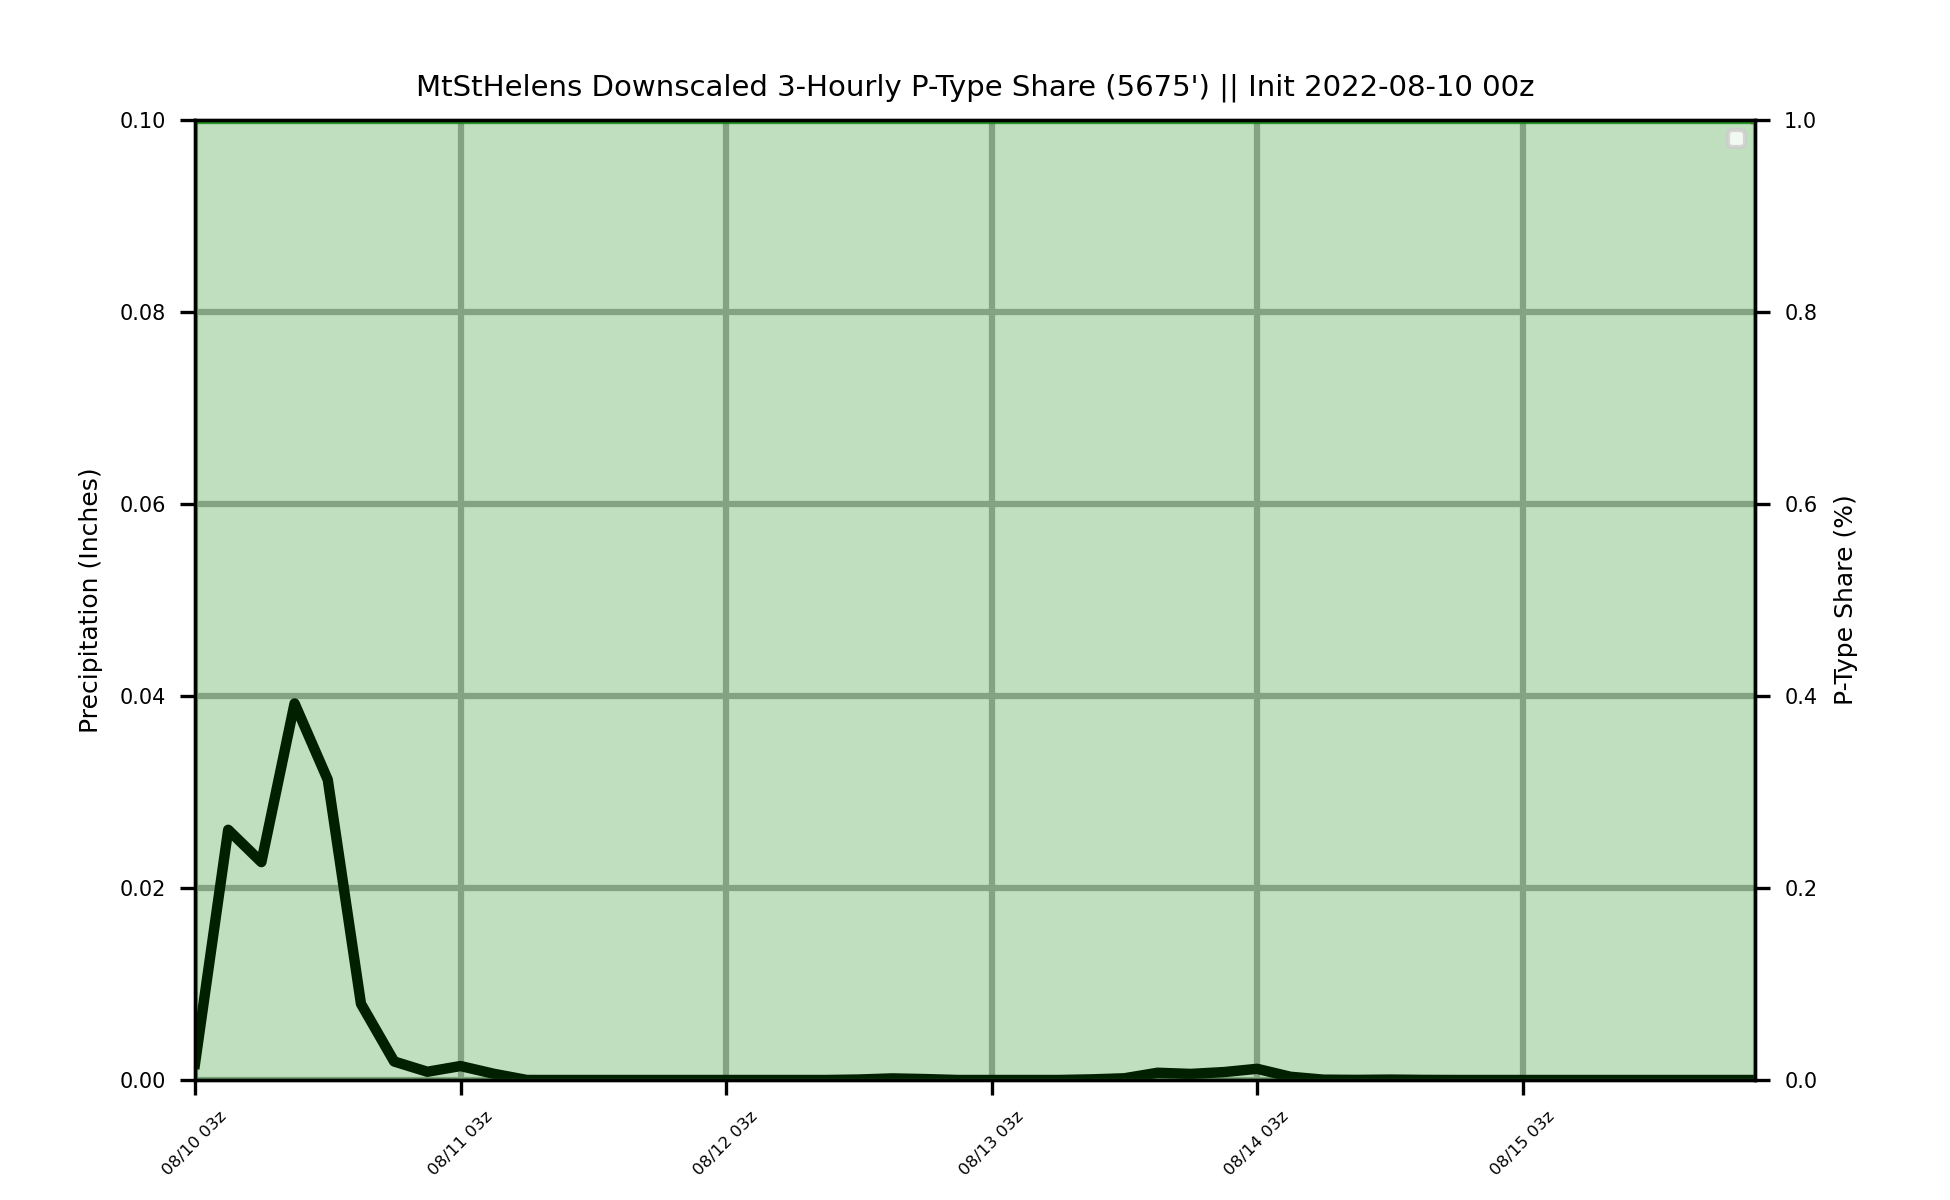 MtStHelens Downscaled 3-Hourly P-Type Share (5675') || Init 2022-08-10 00z
Precipitation (Inches)
0.10
0.08
0.06
0.04
0.02
0.00
1.0
0.8
0.6
0.4
0.2
0.0
P-Type Share (%)
08/10 03z
08/11 03z
08/12 03z
08/13 03z
08/14 03z
08/15 03z